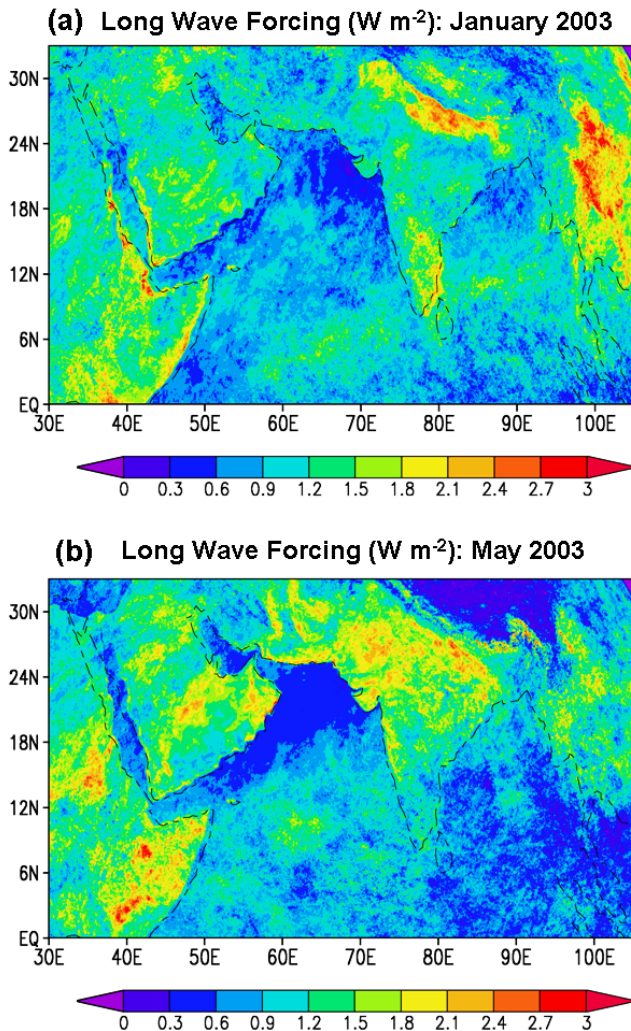 (a) Long Wave Forcing (W m⁻²): January 2003
30N
24N
18N
12N
6N
EQ
30E 40E 50E 60E 70E 80E 90E 100E
0 0.3 0.6 0.9 1.2 1.5 1.8 2.1 2.4 2.7 3
(b) Long Wave Forcing (W m⁻²): May 2003
30N
24N
18N
12N
6N
EQ
30E 40E 50E 60E 70E 80E 90E 100E
0 0.3 0.6 0.9 1.2 1.5 1.8 2.1 2.4 2.7 3